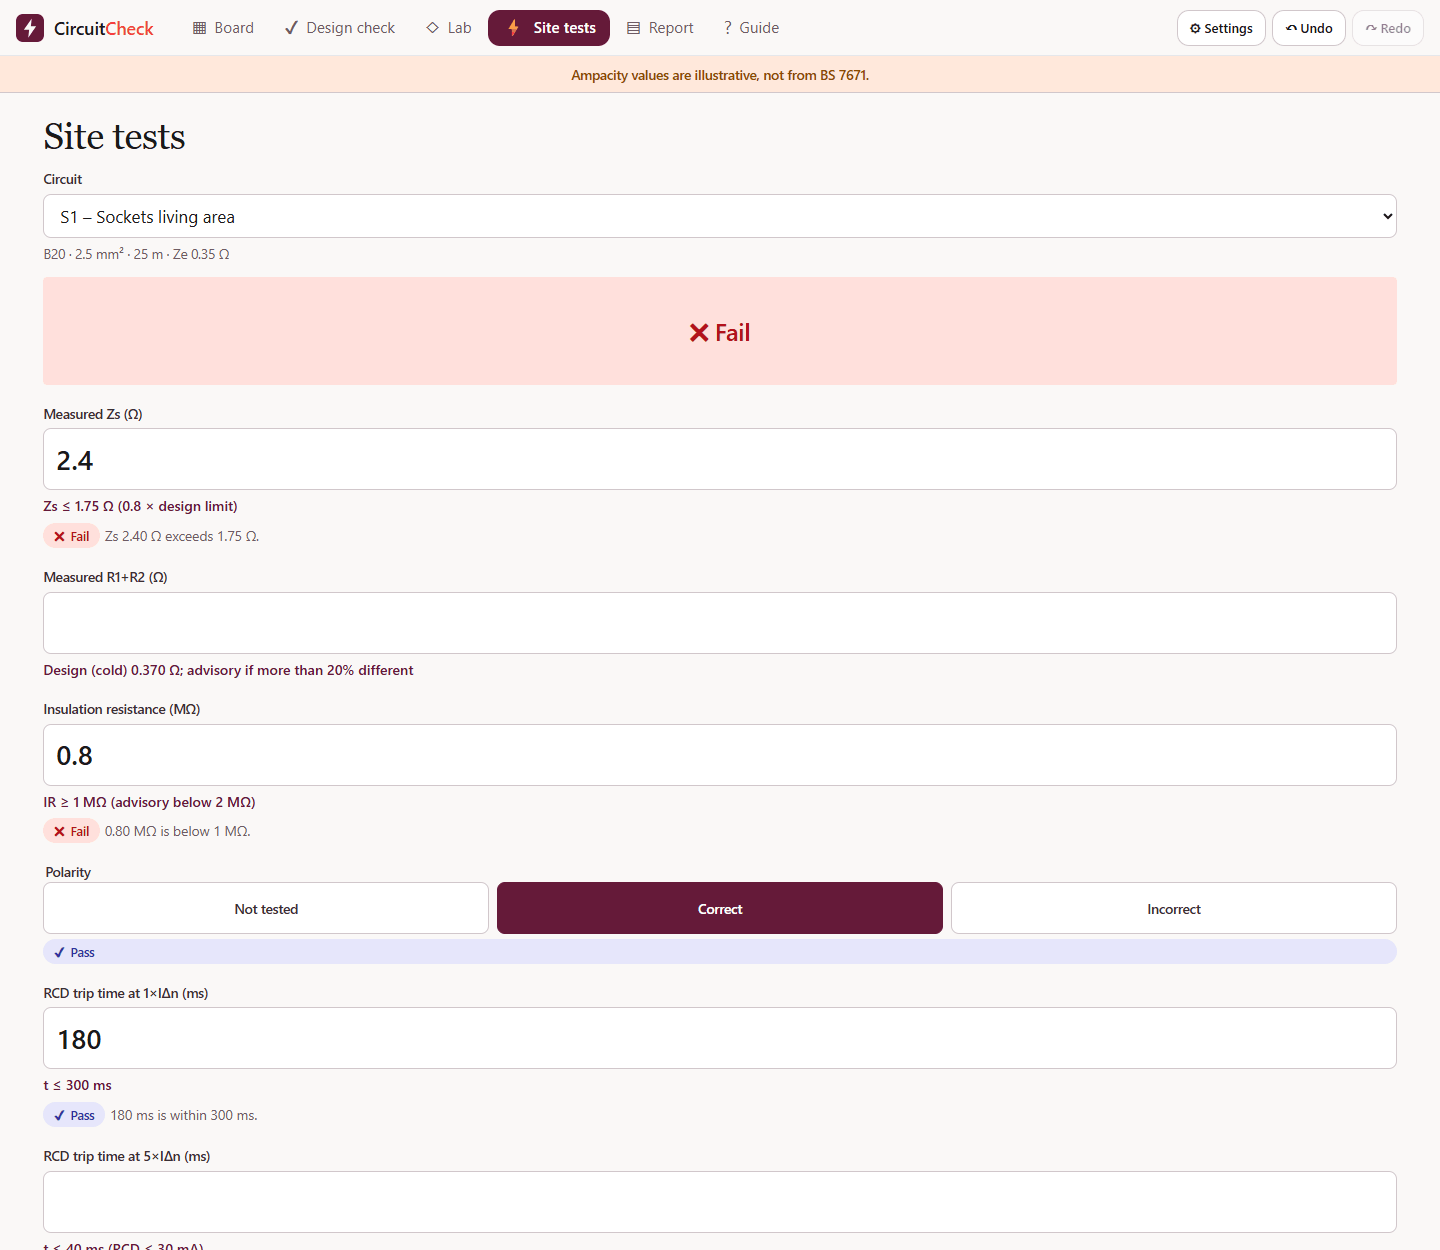 CircuitCheck
Board
Design check
Lab
Site tests
Report
? Guide
Settings
Undo
Redo
Ampacity values are illustrative, not from BS 7671.
Site tests
Circuit
S1 – Sockets living area
B20 · 2.5 mm² · 25 m · Ze 0.35 Ω
Fail
Measured Zs (Ω)
2.4
Zs ≤ 1.75 Ω (0.8 × design limit)
Fail Zs 2.40 Ω exceeds 1.75 Ω.
Measured R1+R2 (Ω)
Design (cold) 0.370 Ω; advisory if more than 20% different
Insulation resistance (MΩ)
0.8
IR ≥ 1 MΩ (advisory below 2 MΩ)
Fail 0.80 MΩ is below 1 MΩ.
Polarity
Not tested
Correct
Incorrect
Pass
RCD trip time at 1×IΔn (ms)
180
t ≤ 300 ms
Pass 180 ms is within 300 ms.
RCD trip time at 5×IΔn (ms)
t ≤ 40 ms (RCD ≤ 30 mA)